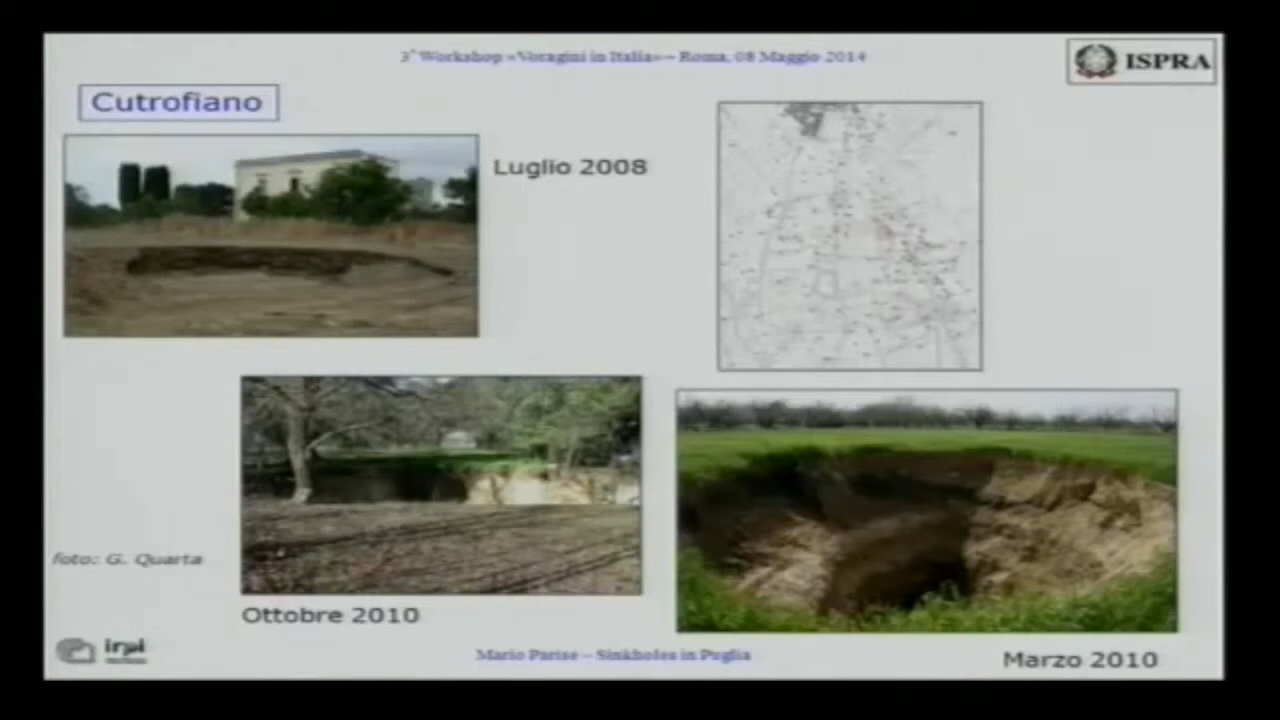 3° Workshop «Voragini in Italia» – Roma, 08 Maggio 2014
ISPRA
Cutrofiano
Luglio 2008
foto: G. Quarta
Ottobre 2010
irpi
Mario Parise – Sinkholes in Puglia
Marzo 2010